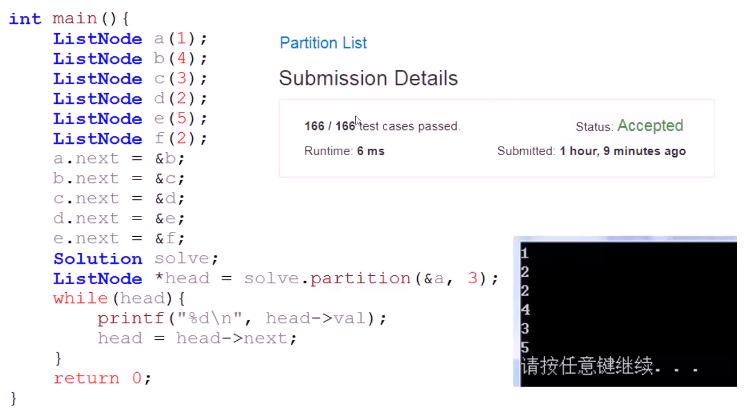 int main(){
ListNode a(1);
ListNode b(4);
ListNode c(3);
ListNode d(2);
ListNode e(5);
ListNode f(2);
a.next = &b;
b.next = &c;
c.next = &d;
d.next = &e;
e.next = &f;
Solution solve;
ListNode *head = solve.partition(&a, 3);
while(head){
printf("%d\n", head->val);
head = head->next;
}
return 0;
}
Partition List
Submission Details
166 / 166 test cases passed.
Status: Accepted
Runtime: 6 ms
Submitted: 1 hour, 9 minutes ago
1
2
2
4
3
5
请按任意键继续. . .